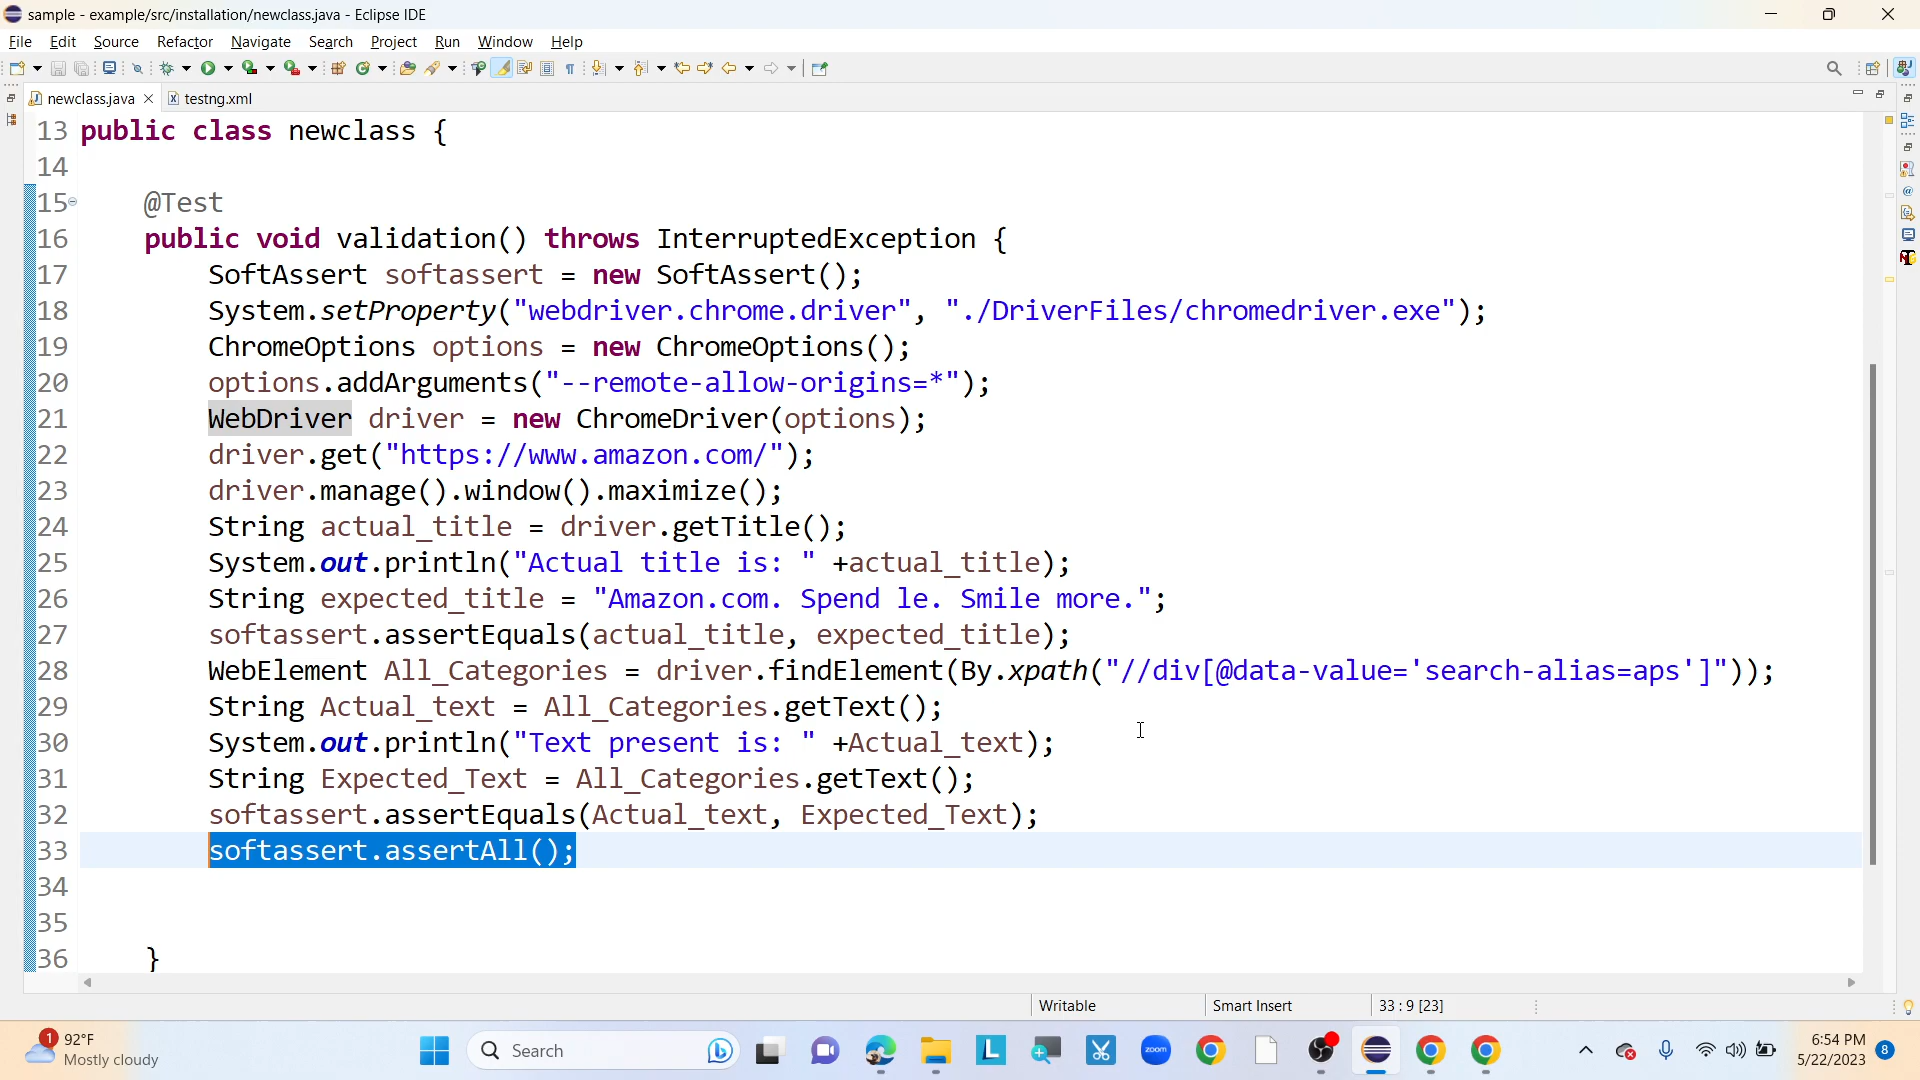 sample - example/src/installation/newclass.java - Eclipse IDE
File Edit Source Refactor Navigate Search Project Run Window Help
newclass.java testng.xml
13 public class newclass {
14
15 @Test
16 public void validation() throws InterruptedException {
17 SoftAssert softassert = new SoftAssert();
18 System.setProperty("webdriver.chrome.driver", "./DriverFiles/chromedriver.exe");
19 ChromeOptions options = new ChromeOptions();
20 options.addArguments("--remote-allow-origins=*");
21 WebDriver driver = new ChromeDriver(options);
22 driver.get("https://www.amazon.com/");
23 driver.manage().window().maximize();
24 String actual_title = driver.getTitle();
25 System.out.println("Actual title is: " +actual_title);
26 String expected_title = "Amazon.com. Spend le. Smile more.";
27 softassert.assertEquals(actual_title, expected_title);
28 WebElement All_Categories = driver.findElement(By.xpath("//div[@data-value='search-alias=aps']"));
29 String Actual_text = All_Categories.getText();
30 System.out.println("Text present is: " +Actual_text);
31 String Expected_Text = All_Categories.getText();
32 softassert.assertEquals(Actual_text, Expected_Text);
33 softassert.assertAll();
34
35
36 }
Writable Smart Insert 33 : 9 [23]
1 92°F
Mostly cloudy
Search
L
zoom
6:54 PM
5/22/2023
8